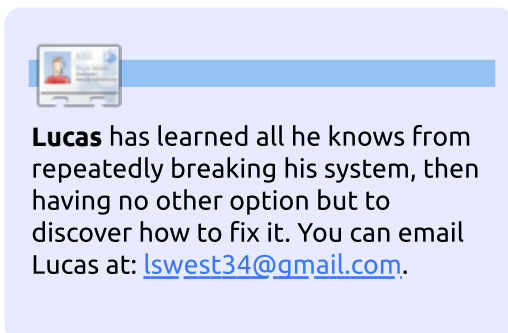 Lucas has learned all he knows from
repeatedly breaking his system, then
having no other option but to
discover how to fix it. You can email
Lucas at: lswest34@gmail.com.